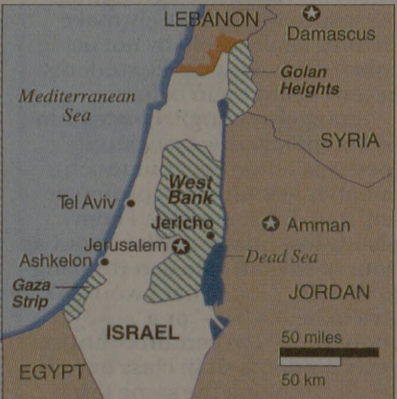 LEBANON
Damascus
Golan
Heights
Mediterranean
Sea
SYRIA
West
Bank
Tel Aviv
Jericho
Amman
Jerusalem
Dead Sea
Ashkelon
Gaza
Strip
JORDAN
ISRAEL
50 miles
50 km
EGYPT